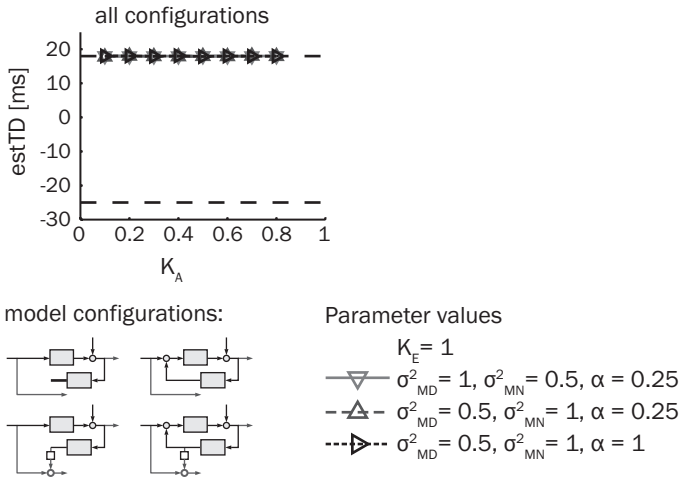 all configurations
estTD [ms]
20
10
0
-10
-20
-30
0 0.2 0.4 0.6 0.8 1
K_A
model configurations:
Parameter values
K_E = 1
σ²_MD = 1, σ²_MN = 0.5, α = 0.25
σ²_MD = 0.5, σ²_MN = 1, α = 0.25
σ²_MD = 0.5, σ²_MN = 1, α = 1